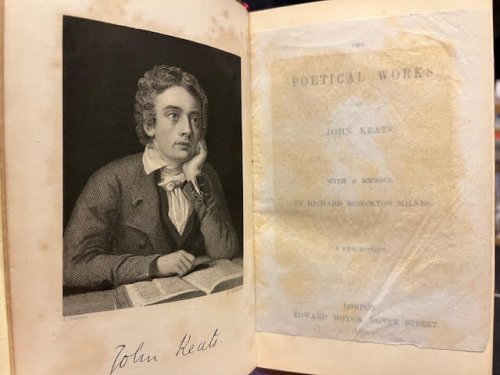 John Keats.
THE
POETICAL WORKS
OF
JOHN KEATS.
WITH A MEMOIR,
BY RICHARD MONCKTON MILNES.
A NEW EDITION.
LONDON:
EDWARD MOXON, DOVER STREET.